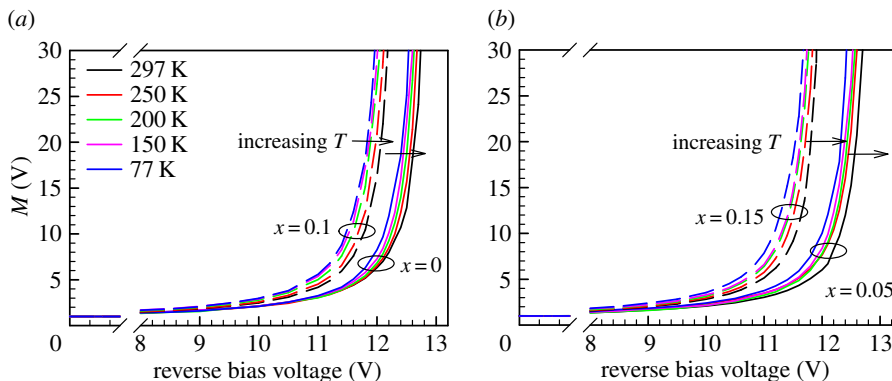 (a)
(b)
30
25
20
15
10
5
0
M (V)
297 K
250 K
200 K
150 K
77 K
increasing T
x = 0.1
x = 0
8 9 10 11 12 13
reverse bias voltage (V)
30
25
20
15
10
5
0
increasing T
x = 0.15
x = 0.05
8 9 10 11 12 13
reverse bias voltage (V)